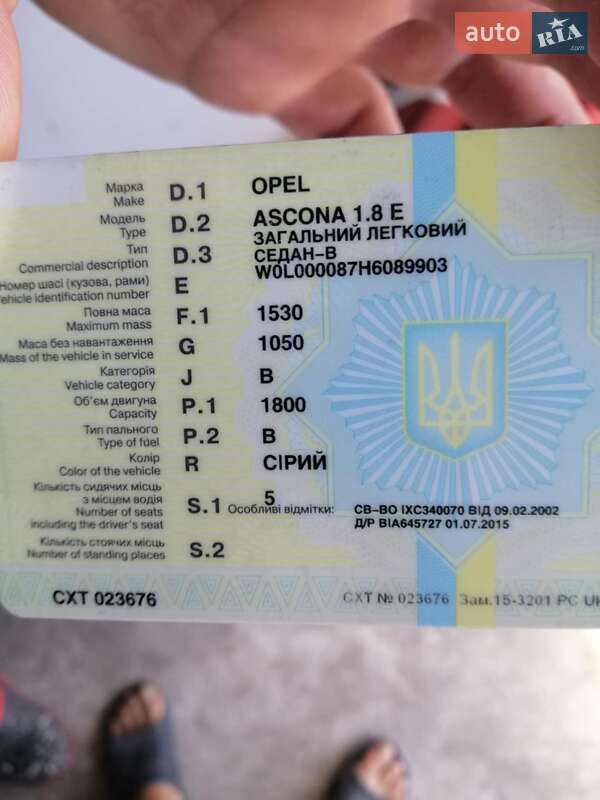 auto RIA .com
Марка D.1 OPEL
Make
Модель D.2 ASCONA 1.8 E
Type ЗАГАЛЬНИЙ ЛЕГКОВИЙ
Тип D.3 СЕДАН-В
Commercial description W0L000087H6089903
Номер шасі (кузова, рами) E
Vehicle identification number
Повна маса F.1 1530
Maximum mass
Маса без навантаження G 1050
Mass of the vehicle in service
Категорія J B
Vehicle category
Об'єм двигуна P.1 1800
Capacity
Тип пального P.2 B
Type of fuel
Колір R СІРИЙ
Color of the vehicle
Кількість сидячих місць 5
з місцем водія S.1 Особливі відмітки: СВ-ВО ІХС340070 ВІД 09.02.2002
Number of seats Д/Р ВІА645727 01.07.2015
including the driver's seat
Кількість стоячих місць S.2
Number of standing places
СХТ 023676 СХТ № 023676 Зам.15-3201 РС UK